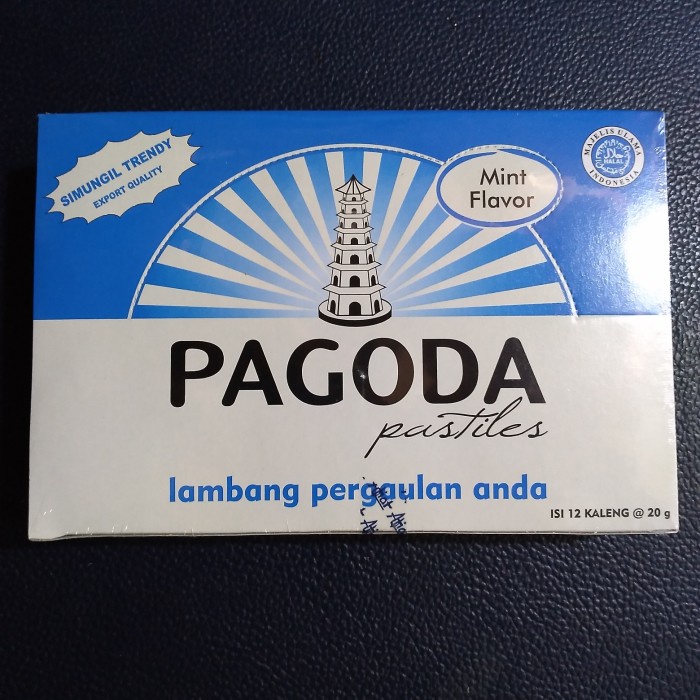 SIMUNGIL TRENDY
EXPORT QUALITY
Mint
Flavor
MAJELIS ULAMA
HALAL
INDONESIA
PAGODA
pastiles
lambang pergaulan anda
ISI 12 KALENG @ 20 g